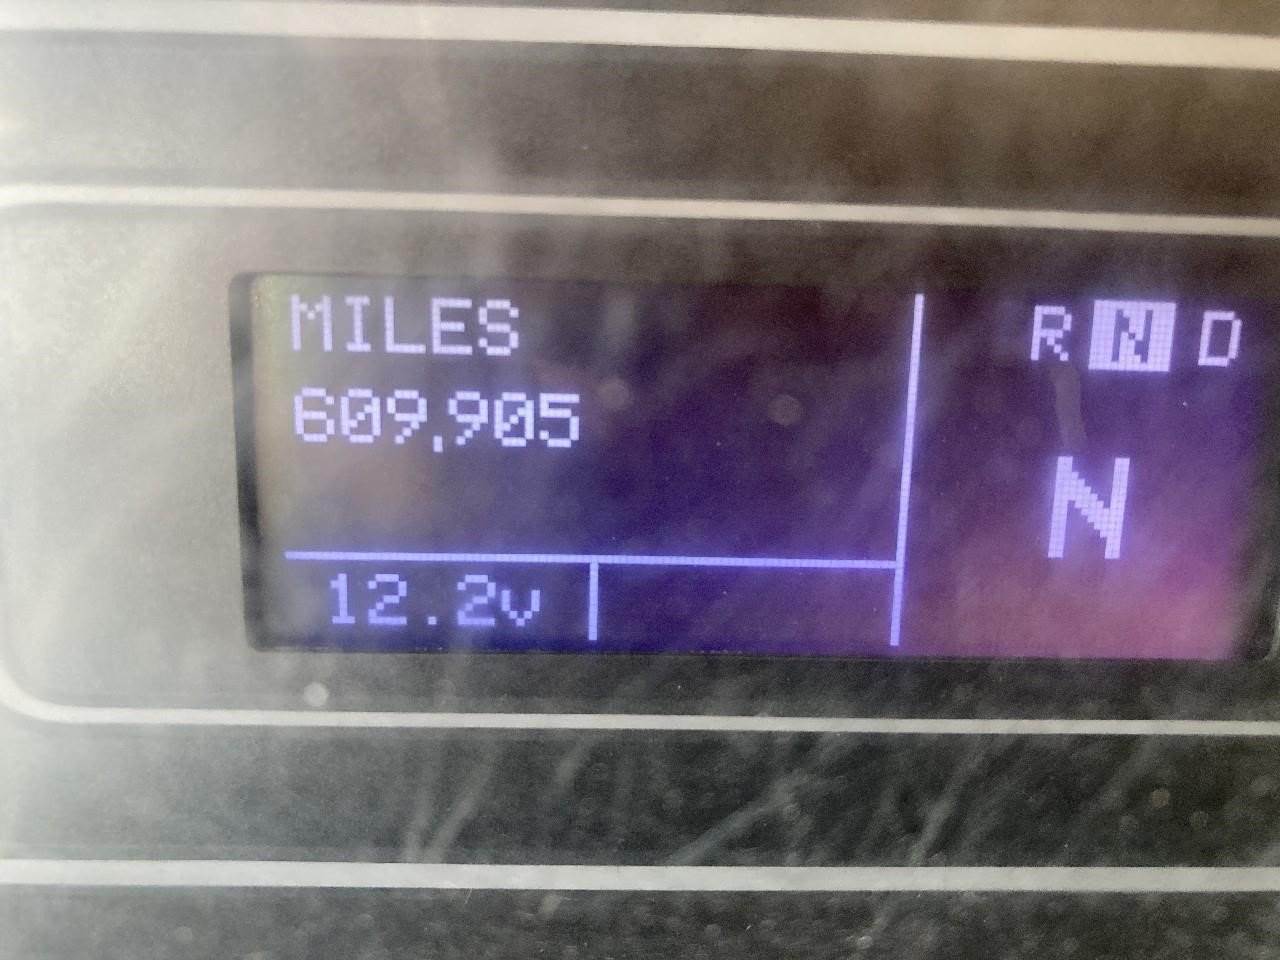 MILES
609,905
12.2v
R N D
N